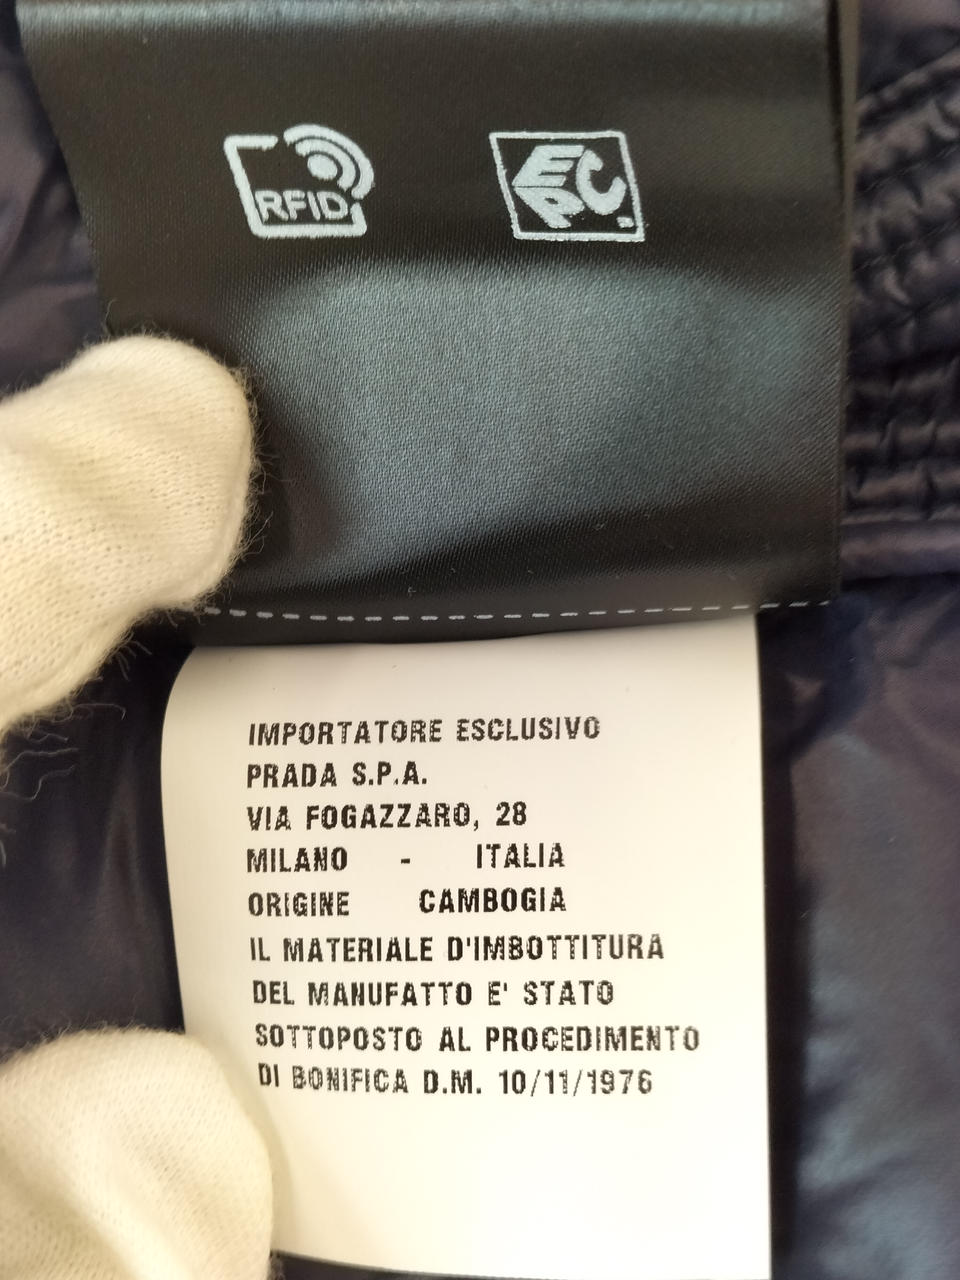 RFID
EPC
IMPORTATORE ESCLUSIVO
PRADA S.P.A.
VIA FOGAZZARO, 28
MILANO - ITALIA
ORIGINE CAMBOGIA
IL MATERIALE D'IMBOTTITURA
DEL MANUFATTO E' STATO
SOTTOPOSTO AL PROCEDIMENTO
DI BONIFICA D.M. 10/11/1976